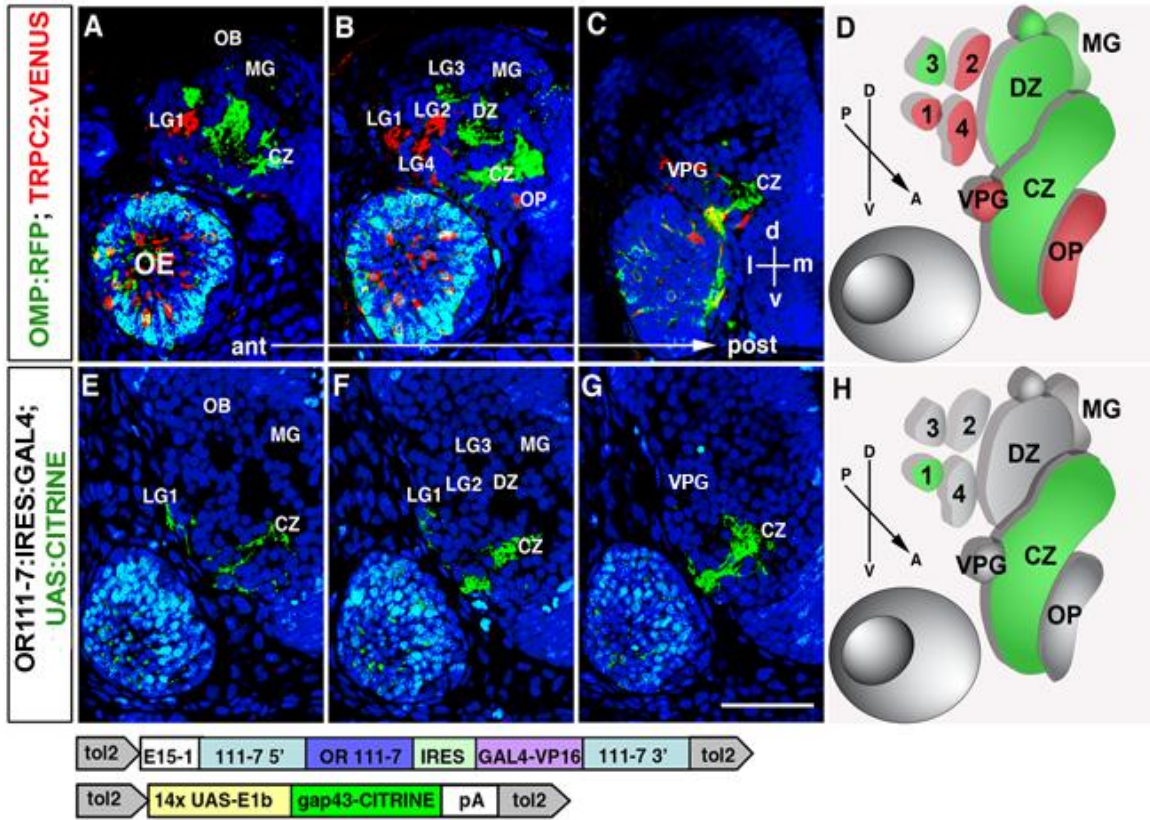 OMP:RFP; TRPC2:VENUS
A
OB
MG
LG1
CZ
OE
ant
B
LG3
MG
LG1
LG2
DZ
LG4
CZ
OP
C
VPG
CZ
d
l
m
v
post
D
MG
3
2
DZ
D
P
1
4
A
V
VPG
CZ
OP
OR111-7:IRES:GAL4;
UAS:CITRINE
E
OB
MG
LG1
CZ
F
LG3
MG
LG2
DZ
LG1
CZ
G
VPG
CZ
H
MG
3
2
DZ
D
P
1
4
A
V
VPG
CZ
OP
tol2 E15-1 111-7 5' OR 111-7 IRES GAL4-VP16 111-7 3' tol2
tol2 14x UAS-E1b gap43-CITRINE pA tol2